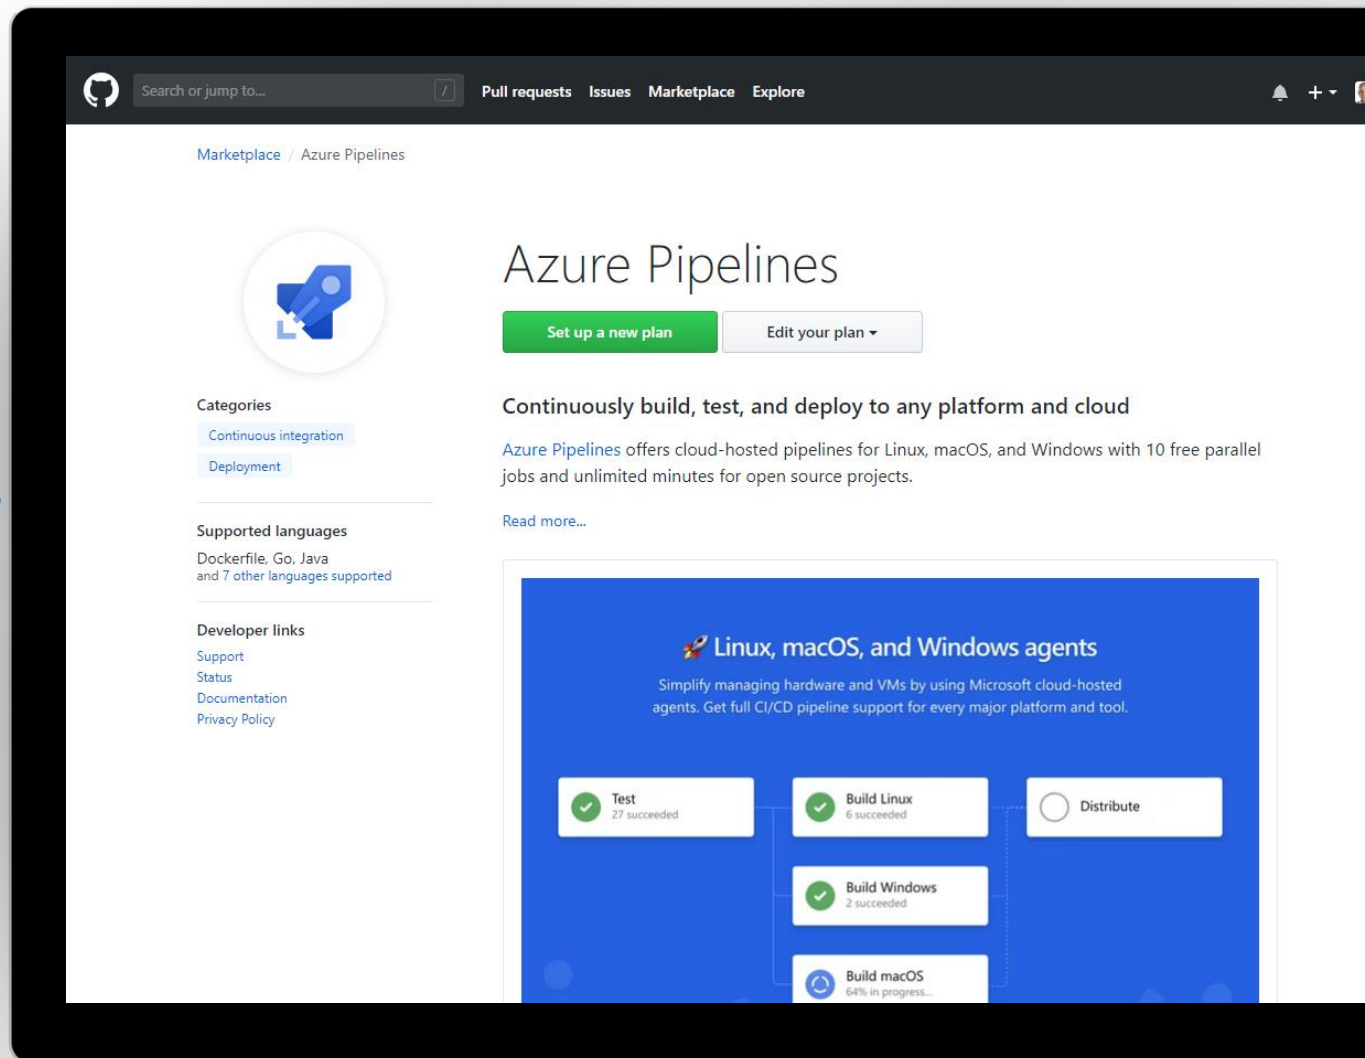 Search or jump to... /
Pull requests Issues Marketplace Explore
Marketplace / Azure Pipelines
Azure Pipelines
Set up a new plan
Edit your plan
Categories
Continuous integration
Deployment
Supported languages
Dockerfile, Go, Java
and 7 other languages supported
Developer links
Support
Status
Documentation
Privacy Policy
Continuously build, test, and deploy to any platform and cloud
Azure Pipelines offers cloud-hosted pipelines for Linux, macOS, and Windows with 10 free parallel
jobs and unlimited minutes for open source projects.
Read more...
🚀 Linux, macOS, and Windows agents
Simplify managing hardware and VMs by using Microsoft cloud-hosted
agents. Get full CI/CD pipeline support for every major platform and tool.
Test
27 succeeded
Build Linux
6 succeeded
Distribute
Build Windows
2 succeeded
Build macOS
64% in progress...